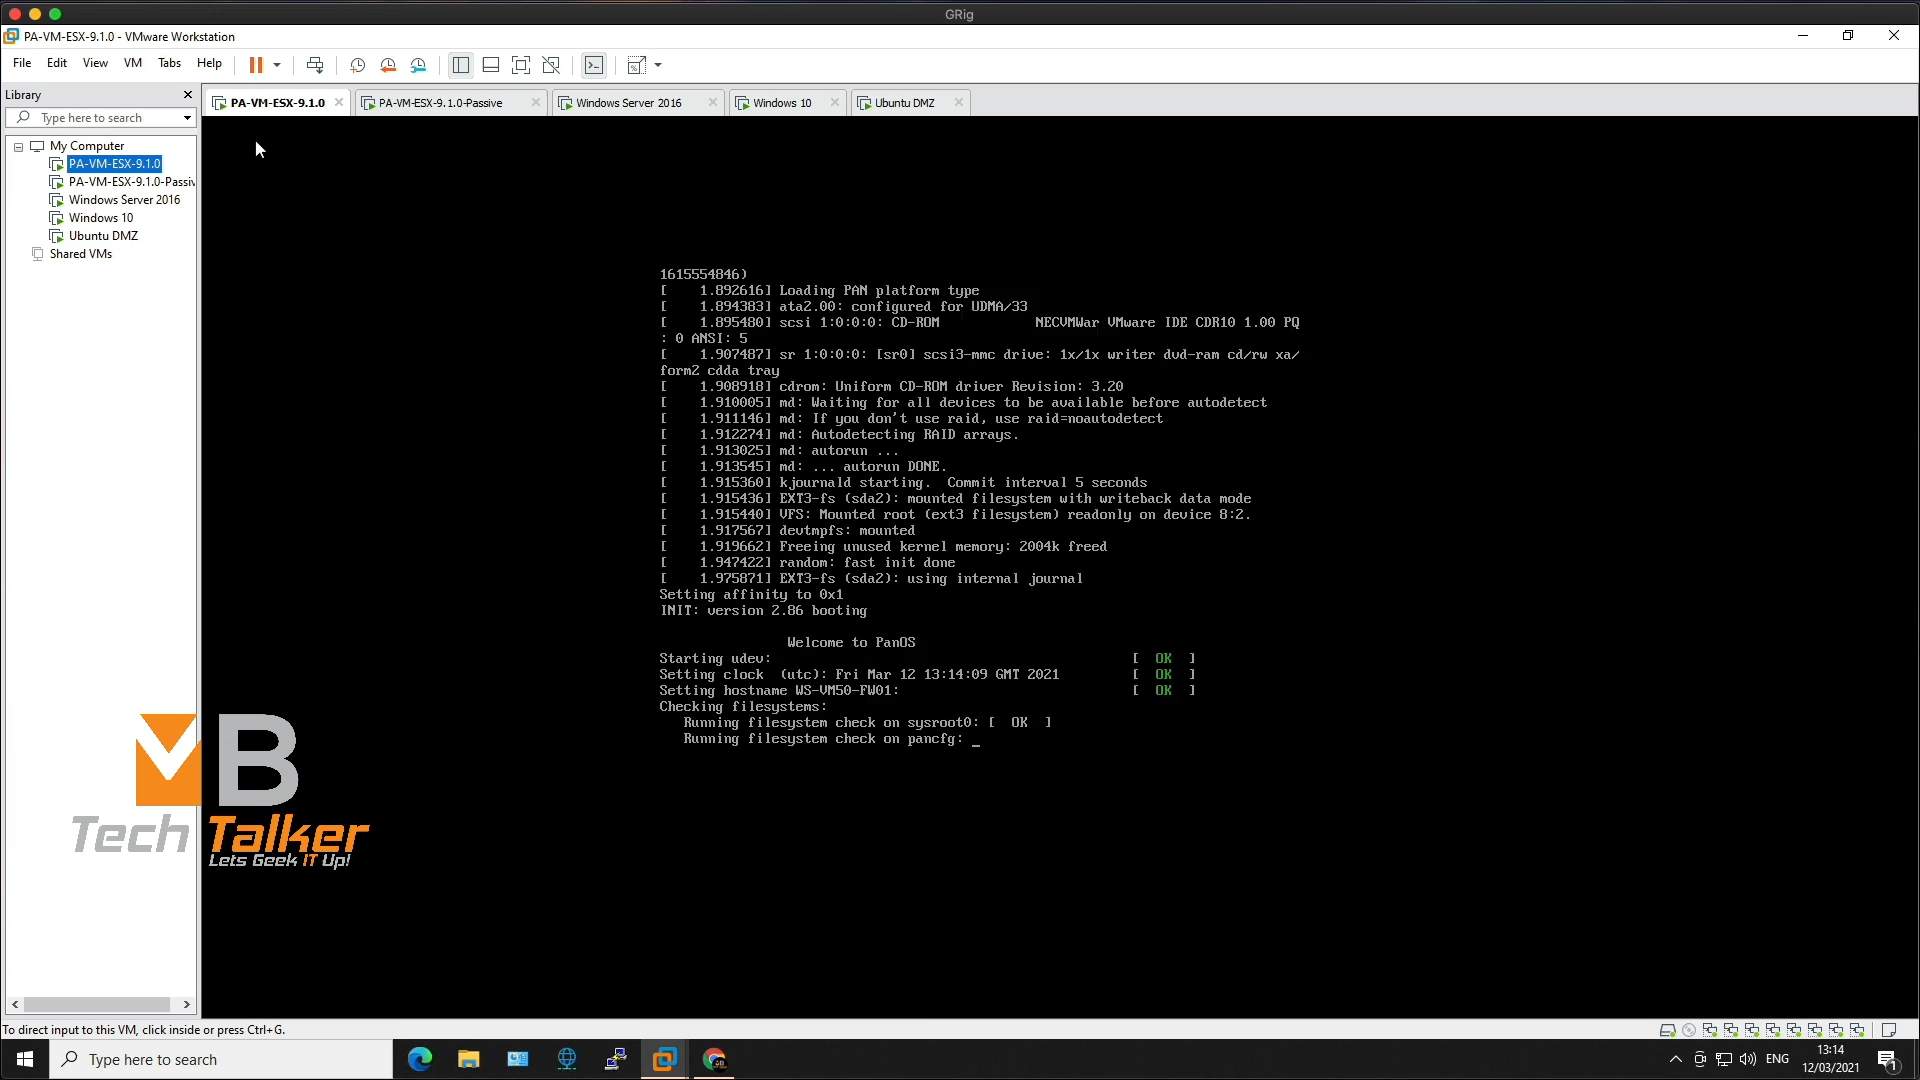 GRig
PA-VM-ESX-9.1.0 - VMware Workstation
File Edit View VM Tabs Help
Library
PA-VM-ESX-9.1.0
PA-VM-ESX-9.1.0-Passive
Windows Server 2016
Windows 10
Ubuntu DMZ
Type here to search
My Computer
PA-VM-ESX-9.1.0
PA-VM-ESX-9.1.0-Passiv
Windows Server 2016
Windows 10
Ubuntu DMZ
Shared VMs
1615554846)
[    1.892616] Loading PAN platform type
[    1.894383] ata2.00: configured for UDMA/33
[    1.895480] scsi 1:0:0:0: CD-ROM            NECVMWar VMware IDE CDR10 1.00 PQ
: 0 ANSI: 5
[    1.907487] sr 1:0:0:0: [sr0] scsi3-mmc drive: 1x/1x writer dvd-ram cd/rw xa/
form2 cdda tray
[    1.908918] cdrom: Uniform CD-ROM driver Revision: 3.20
[    1.910005] md: Waiting for all devices to be available before autodetect
[    1.911146] md: If you don't use raid, use raid=noautodetect
[    1.912274] md: Autodetecting RAID arrays.
[    1.913025] md: autorun ...
[    1.913545] md: ... autorun DONE.
[    1.915360] kjournald starting.  Commit interval 5 seconds
[    1.915436] EXT3-fs (sda2): mounted filesystem with writeback data mode
[    1.915440] VFS: Mounted root (ext3 filesystem) readonly on device 8:2.
[    1.917567] devtmpfs: mounted
[    1.919662] Freeing unused kernel memory: 2004k freed
[    1.947422] random: fast init done
[    1.975871] EXT3-fs (sda2): using internal journal
Setting affinity to 0x1
INIT: version 2.86 booting
Welcome to PanOS
Starting udev: [  OK  ]
Setting clock  (utc): Fri Mar 12 13:14:09 GMT 2021 [  OK  ]
Setting hostname WS-VM50-FW01: [  OK  ]
Checking filesystems:
Running filesystem check on sysroot0: [  OK  ]
Running filesystem check on pancfg: _
MB
Tech Talker
Lets Geek IT Up!
To direct input to this VM, click inside or press Ctrl+G.
Type here to search
ENG
13:14
12/03/2021
1